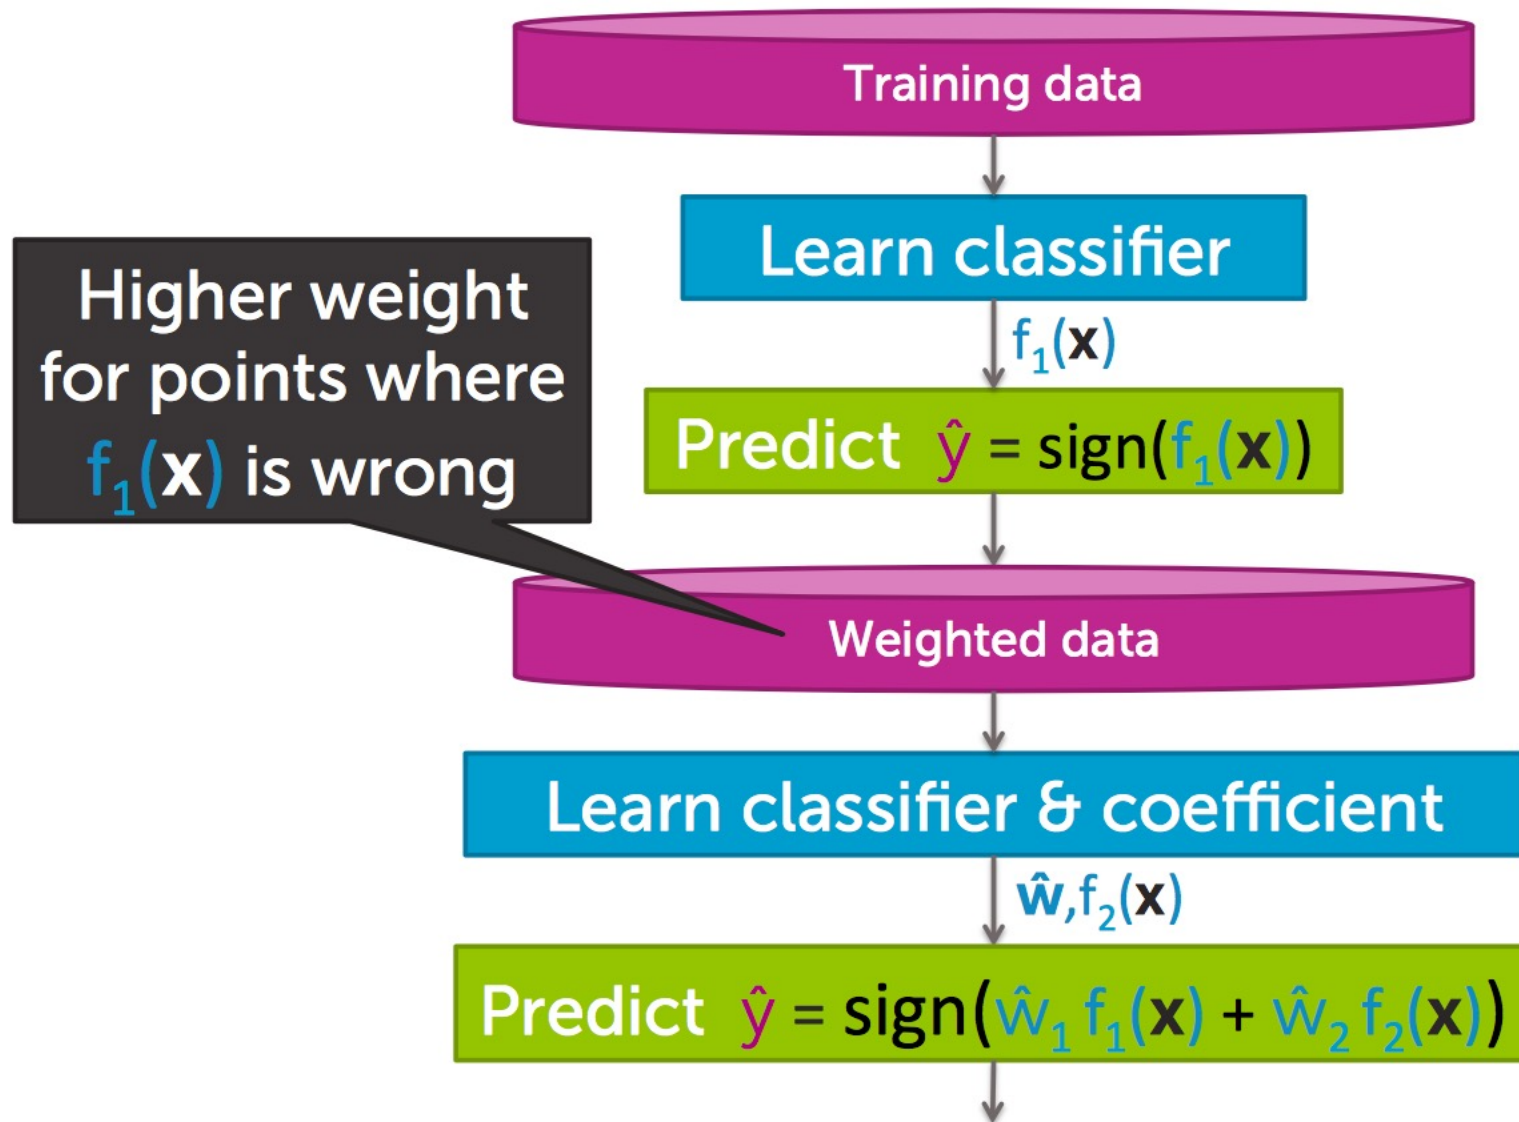 Training data
Learn classifier
f₁(x)
Higher weight
for points where
f₁(x) is wrong
Predict ŷ = sign(f₁(x))
Weighted data
Learn classifier & coefficient
ŵ,f₂(x)
Predict ŷ = sign(ŵ₁ f₁(x) + ŵ₂ f₂(x))